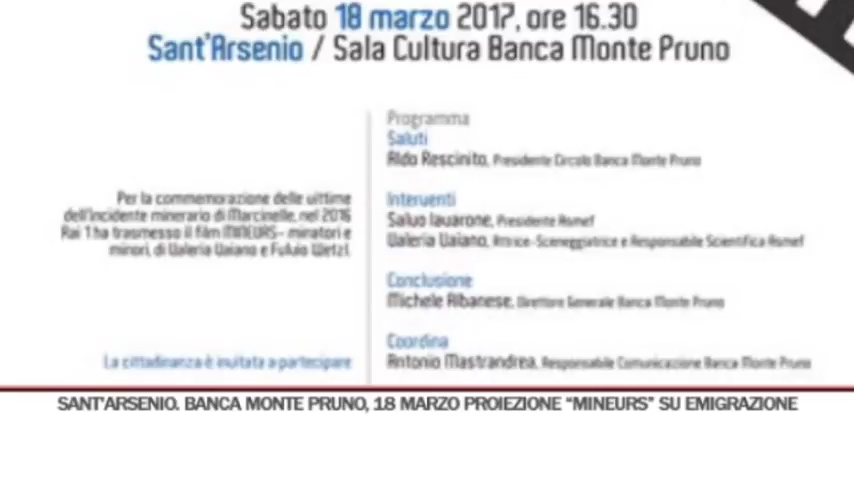 Sabato 18 marzo 2017, ore 16.30
Sant'Arsenio / Sala Cultura Banca Monte Pruno
Per la commemorazione delle vittime
dell'incidente minerario di Marcinelle, nel 2016
Rai 1 ha trasmesso il film MINEURS- minatori e
minori, di Valeria Vaiano e Fulvio Wetzl.
La cittadinanza è invitata a partecipare
Programma
Saluti
Aldo Rescinito, Presidente Circolo Banca Monte Pruno
Interventi
Salvo Iavarone, Presidente Asmef
Valeria Vaiano, Attrice-Sceneggiatrice e Responsabile Scientifica Asmef
Conclusione
Michele Albanese, Direttore Generale Banca Monte Pruno
Coordina
Antonio Mastrandrea, Responsabile Comunicazione Banca Monte Pruno
SANT'ARSENIO. BANCA MONTE PRUNO, 18 MARZO PROIEZIONE “MINEURS” SU EMIGRAZIONE